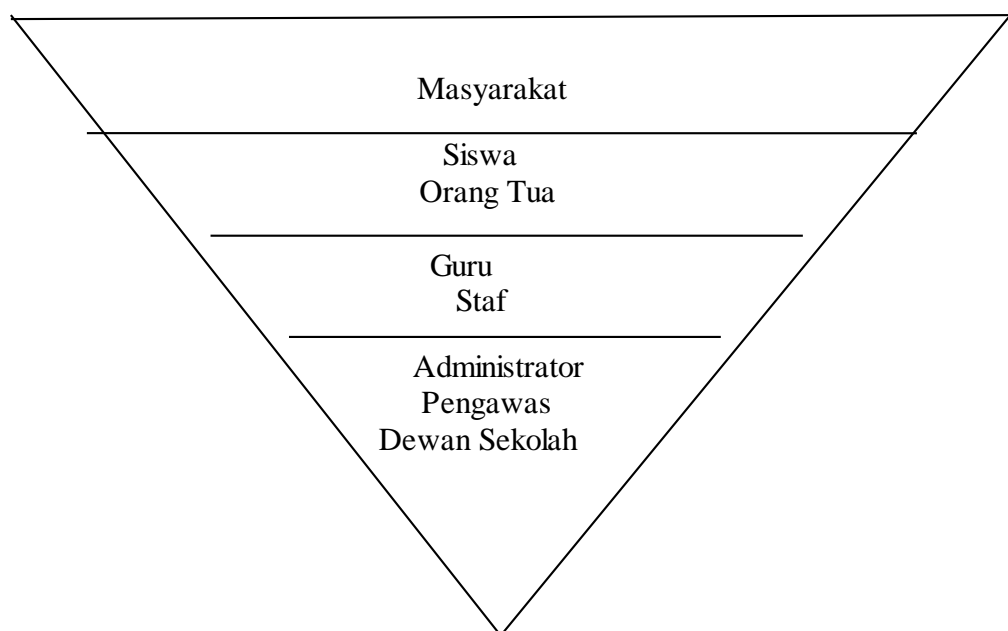 Masyarakat
Siswa
Orang Tua
Guru
Staf
Administrator
Pengawas
Dewan Sekolah